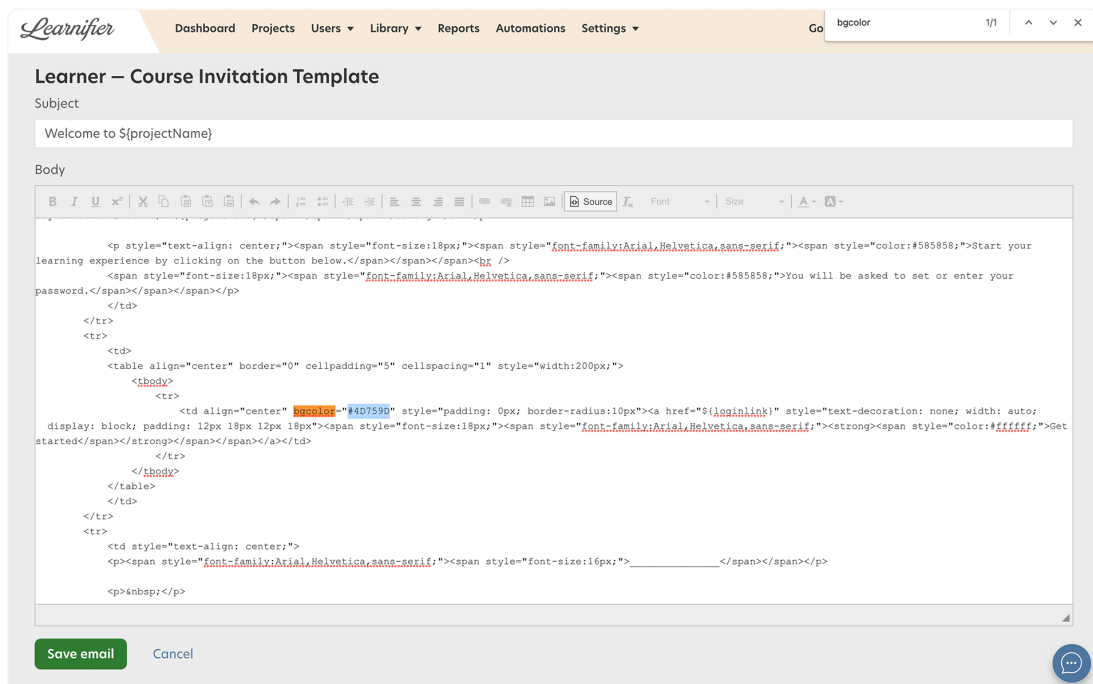 Learnifier
Dashboard Projects Users Library Reports Automations Settings Go
bgcolor 1/1
Learner — Course Invitation Template
Subject
Welcome to ${projectName}
Body
B I U x² Source Tx Font Size A A
<p style="text-align: center;"><span style="font-size:18px;"><span style="font-family:Arial,Helvetica,sans-serif;"><span style="color:#585858;">Start your
learning experience by clicking on the button below.</span></span></span><br />
<span style="font-size:18px;"><span style="font-family:Arial,Helvetica,sans-serif;"><span style="color:#585858;">You will be asked to set or enter your
password.</span></span></span></p>
</td>
</tr>
<tr>
<td>
<table align="center" border="0" cellpadding="5" cellspacing="1" style="width:200px;">
<tbody>
<tr>
<td align="center" bgcolor="#4D759D" style="padding: 0px; border-radius:10px"><a href="${loginlink}" style="text-decoration: none; width: auto;
display: block; padding: 12px 18px 12px 18px"><span style="font-size:18px;"><span style="font-family:Arial,Helvetica,sans-serif;"><strong><span style="color:#ffffff;">Get
started</span></strong></span></span></a></td>
</tr>
</tbody>
</table>
</td>
</tr>
<tr>
<td style="text-align: center;">
<p><span style="font-family:Arial,Helvetica,sans-serif;"><span style="font-size:16px;">_______________</span></span></p>
<p>&nbsp;</p>
Save email Cancel